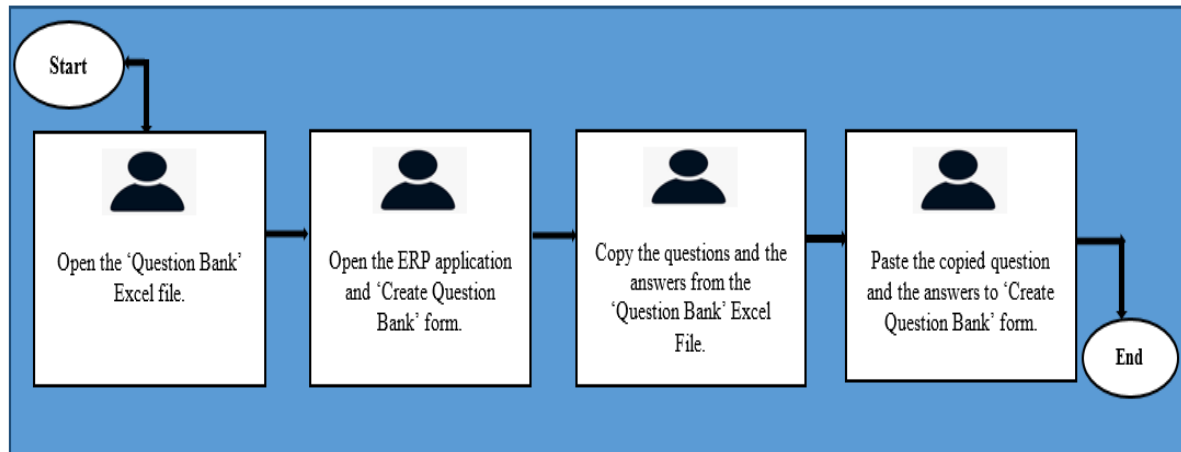 Start
Open the ‘Question Bank’
Excel file.
Open the ERP application
and ‘Create Question
Bank’ form.
Copy the questions and the
answers from the
‘Question Bank’ Excel
File.
Paste the copied question
and the answers to ‘Create
Question Bank’ form.
End